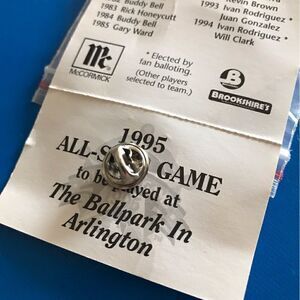 Buddy Bell
1983 Rick Honeycutt
1984 Buddy Bell
1985 Gary Ward
Kevin Brown
1993 Ivan Rodriguez *
Juan Gonzalez
1994 Ivan Rodriguez *
Will Clark
Mc
McCORMICK
* Elected by
fan balloting.
(Other players
selected to team.)
B
BROOKSHIRE'S
1995
ALL-S GAME
to be played at
The Ballpark In
Arlington